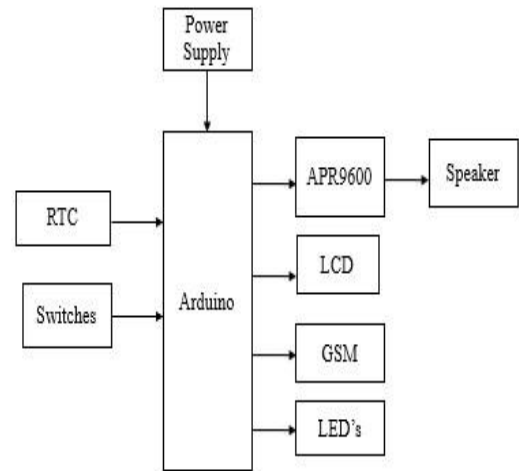 Power
Supply
APR9600
Speaker
RTC
LCD
Switches
Arduino
GSM
LED's